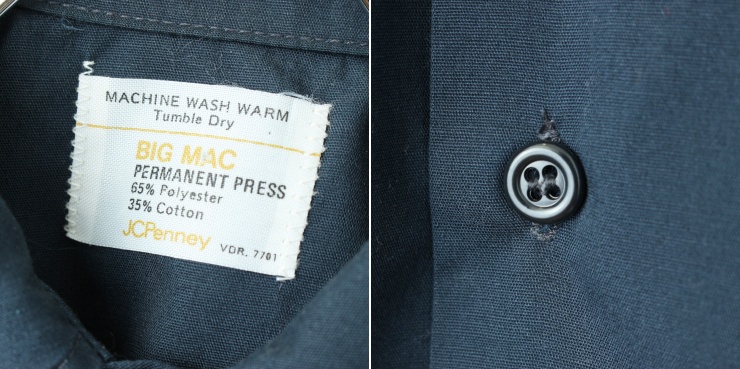 MACHINE WASH WARM
Tumble Dry
BIG MAC
PERMANENT PRESS
65% Polyester
35% Cotton
JCPenney VDR. 7701